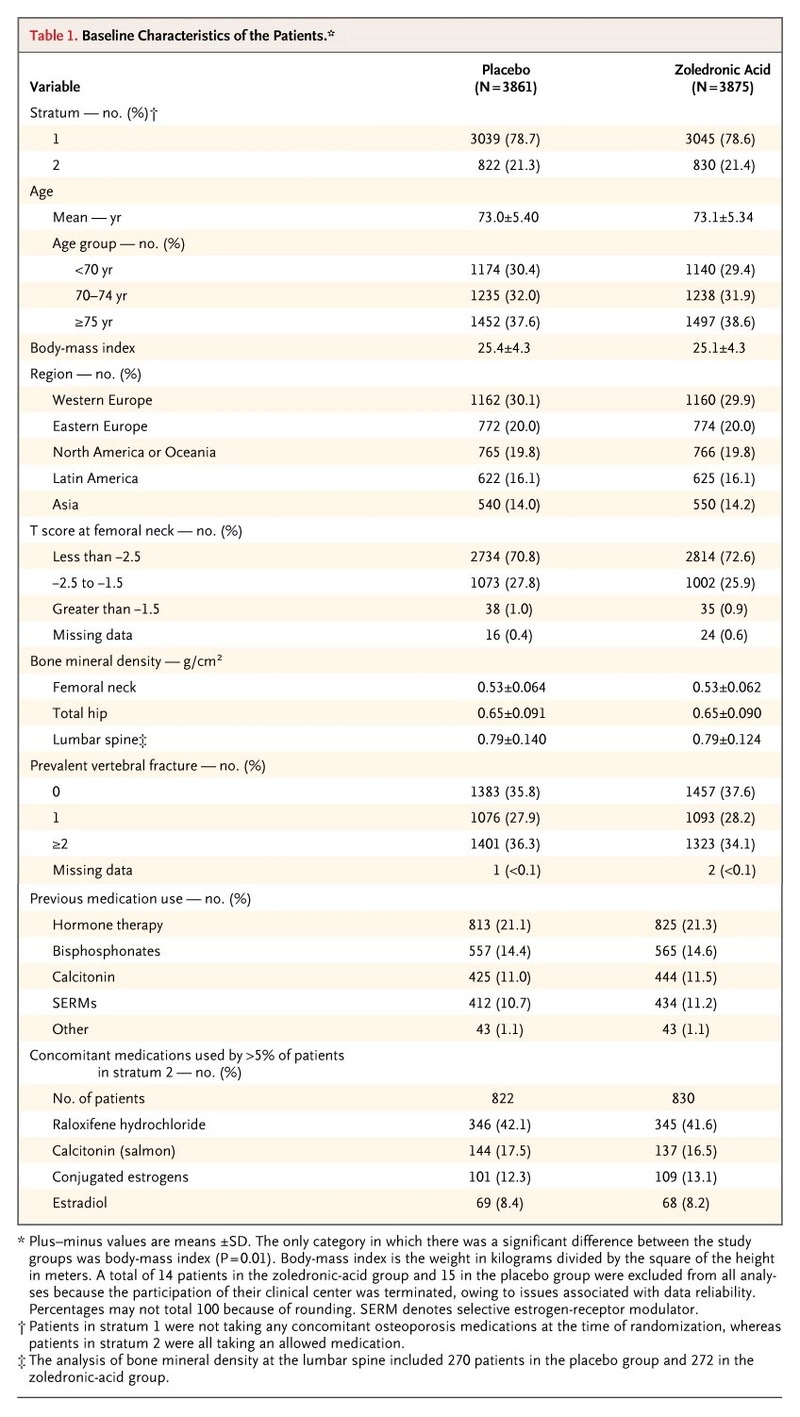 Table 1. Baseline Characteristics of the Patients.*
Variable Placebo (N=3861) Zoledronic Acid (N=3875)
Stratum — no. (%)†
1 3039 (78.7) 3045 (78.6)
2 822 (21.3) 830 (21.4)
Age
Mean — yr 73.0±5.40 73.1±5.34
Age group — no. (%)
<70 yr 1174 (30.4) 1140 (29.4)
70–74 yr 1235 (32.0) 1238 (31.9)
≥75 yr 1452 (37.6) 1497 (38.6)
Body-mass index 25.4±4.3 25.1±4.3
Region — no. (%)
Western Europe 1162 (30.1) 1160 (29.9)
Eastern Europe 772 (20.0) 774 (20.0)
North America or Oceania 765 (19.8) 766 (19.8)
Latin America 622 (16.1) 625 (16.1)
Asia 540 (14.0) 550 (14.2)
T score at femoral neck — no. (%)
Less than −2.5 2734 (70.8) 2814 (72.6)
−2.5 to −1.5 1073 (27.8) 1002 (25.9)
Greater than −1.5 38 (1.0) 35 (0.9)
Missing data 16 (0.4) 24 (0.6)
Bone mineral density — g/cm²
Femoral neck 0.53±0.064 0.53±0.062
Total hip 0.65±0.091 0.65±0.090
Lumbar spine‡ 0.79±0.140 0.79±0.124
Prevalent vertebral fracture — no. (%)
0 1383 (35.8) 1457 (37.6)
1 1076 (27.9) 1093 (28.2)
≥2 1401 (36.3) 1323 (34.1)
Missing data 1 (<0.1) 2 (<0.1)
Previous medication use — no. (%)
Hormone therapy 813 (21.1) 825 (21.3)
Bisphosphonates 557 (14.4) 565 (14.6)
Calcitonin 425 (11.0) 444 (11.5)
SERMs 412 (10.7) 434 (11.2)
Other 43 (1.1) 43 (1.1)
Concomitant medications used by >5% of patients
in stratum 2 — no. (%)
No. of patients 822 830
Raloxifene hydrochloride 346 (42.1) 345 (41.6)
Calcitonin (salmon) 144 (17.5) 137 (16.5)
Conjugated estrogens 101 (12.3) 109 (13.1)
Estradiol 69 (8.4) 68 (8.2)
* Plus–minus values are means ±SD. The only category in which there was a significant difference between the study
groups was body-mass index (P=0.01). Body-mass index is the weight in kilograms divided by the square of the height
in meters. A total of 14 patients in the zoledronic-acid group and 15 in the placebo group were excluded from all analy-
ses because the participation of their clinical center was terminated, owing to issues associated with data reliability.
Percentages may not total 100 because of rounding. SERM denotes selective estrogen-receptor modulator.
† Patients in stratum 1 were not taking any concomitant osteoporosis medications at the time of randomization, whereas
patients in stratum 2 were all taking an allowed medication.
‡ The analysis of bone mineral density at the lumbar spine included 270 patients in the placebo group and 272 in the
zoledronic-acid group.